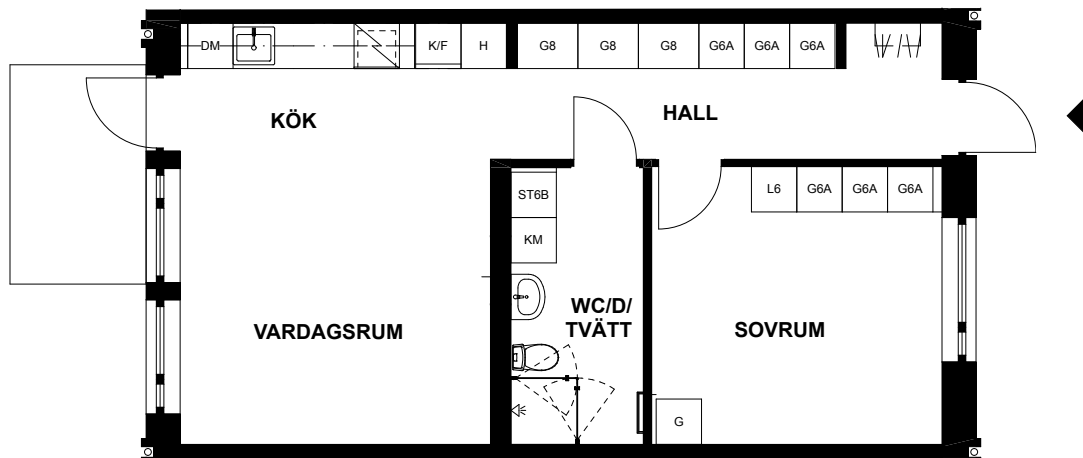 DM
K/F
H
G8
G8
G8
G6A
G6A
G6A
KÖK
HALL
ST6B
L6
G6A
G6A
G6A
KM
WC/D/
TVÄTT
VARDAGSRUM
SOVRUM
G